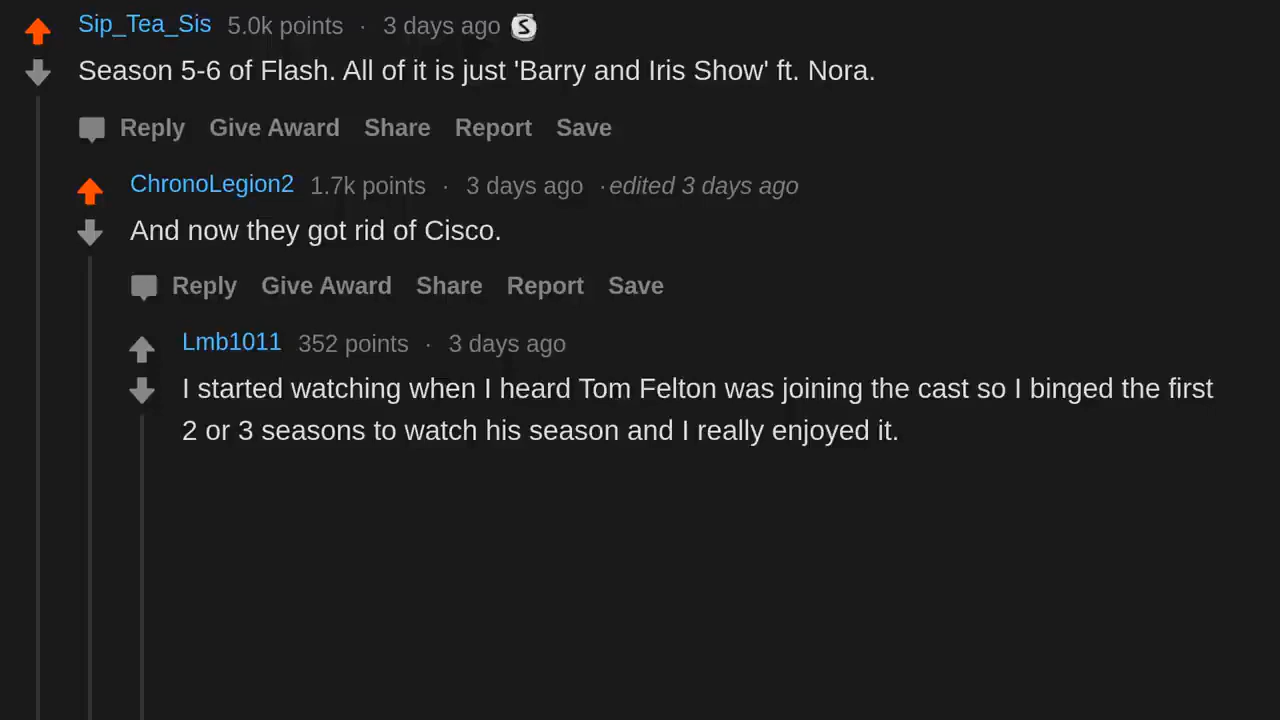 Sip_Tea_Sis 5.0k points · 3 days ago S
Season 5-6 of Flash. All of it is just 'Barry and Iris Show' ft. Nora.
Reply Give Award Share Report Save
ChronoLegion2 1.7k points · 3 days ago ·edited 3 days ago
And now they got rid of Cisco.
Reply Give Award Share Report Save
Lmb1011 352 points · 3 days ago
I started watching when I heard Tom Felton was joining the cast so I binged the first
2 or 3 seasons to watch his season and I really enjoyed it.